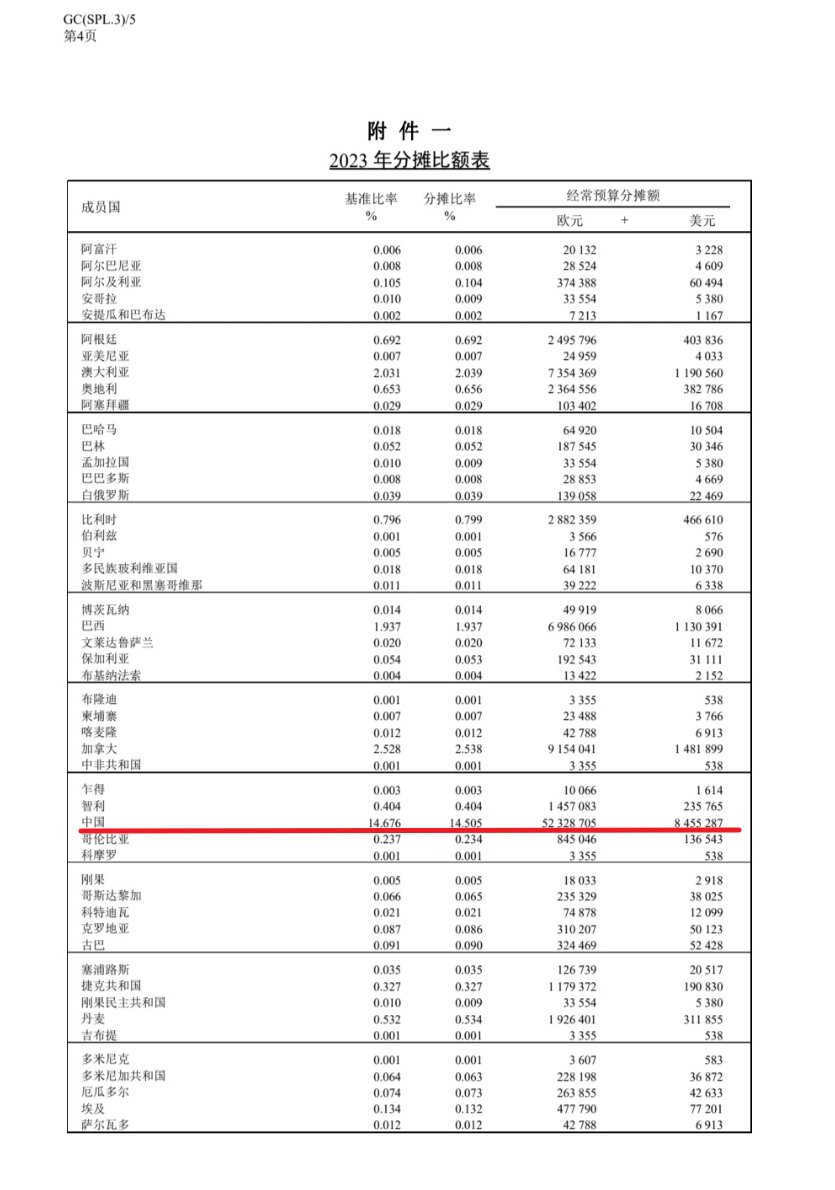 GC(SPL.3)/5
第4页
附 件 一
2023 年分摊比额表
成员国 基准比率 % 分摊比率 % 经常预算分摊额
欧元 + 美元
阿富汗 0.006 0.006 20 132 3 228
阿尔巴尼亚 0.008 0.008 28 524 4 609
阿尔及利亚 0.105 0.104 374 388 60 494
安哥拉 0.010 0.009 33 554 5 380
安提瓜和巴布达 0.002 0.002 7 213 1 167
阿根廷 0.692 0.692 2 495 796 403 836
亚美尼亚 0.007 0.007 24 959 4 033
澳大利亚 2.031 2.039 7 354 369 1 190 560
奥地利 0.653 0.656 2 364 556 382 786
阿塞拜疆 0.029 0.029 103 402 16 708
巴哈马 0.018 0.018 64 920 10 504
巴林 0.052 0.052 187 545 30 346
孟加拉国 0.010 0.009 33 554 5 380
巴巴多斯 0.008 0.008 28 853 4 669
白俄罗斯 0.039 0.039 139 058 22 469
比利时 0.796 0.799 2 882 359 466 610
伯利兹 0.001 0.001 3 566 576
贝宁 0.005 0.005 16 777 2 690
多民族玻利维亚国 0.018 0.018 64 181 10 370
波斯尼亚和黑塞哥维那 0.011 0.011 39 222 6 338
博茨瓦纳 0.014 0.014 49 919 8 066
巴西 1.937 1.937 6 986 066 1 130 391
文莱达鲁萨兰 0.020 0.020 72 133 11 672
保加利亚 0.054 0.053 192 543 31 111
布基纳法索 0.004 0.004 13 422 2 152
布隆迪 0.001 0.001 3 355 538
柬埔寨 0.007 0.007 23 488 3 766
喀麦隆 0.012 0.012 42 788 6 913
加拿大 2.528 2.538 9 154 041 1 481 899
中非共和国 0.001 0.001 3 355 538
乍得 0.003 0.003 10 066 1 614
智利 0.404 0.404 1 457 083 235 765
中国 14.676 14.505 52 328 705 8 455 287
哥伦比亚 0.237 0.234 845 046 136 543
科摩罗 0.001 0.001 3 355 538
刚果 0.005 0.005 18 033 2 918
哥斯达黎加 0.066 0.065 235 329 38 025
科特迪瓦 0.021 0.021 74 878 12 099
克罗地亚 0.087 0.086 310 207 50 123
古巴 0.091 0.090 324 469 52 428
塞浦路斯 0.035 0.035 126 739 20 517
捷克共和国 0.327 0.327 1 179 372 190 830
刚果民主共和国 0.010 0.009 33 554 5 380
丹麦 0.532 0.534 1 926 401 311 855
吉布提 0.001 0.001 3 355 538
多米尼克 0.001 0.001 3 607 583
多米尼加共和国 0.064 0.063 228 198 36 872
厄瓜多尔 0.074 0.073 263 855 42 633
埃及 0.134 0.132 477 790 77 201
萨尔瓦多 0.012 0.012 42 788 6 913